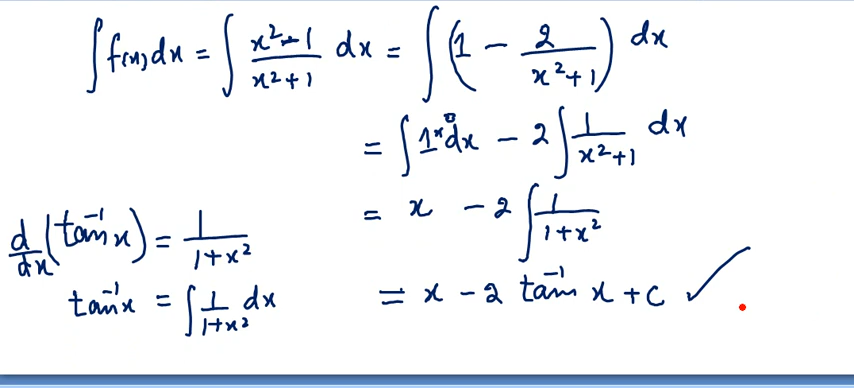 ∫f(x)dx = ∫ (x²-1)/(x²+1) dx = ∫(1 - 2/(x²+1)) dx
= ∫1·x⁰dx - 2∫ 1/(x²+1) dx
= x - 2∫ 1/(1+x²)
d/dx(tan⁻¹x) = 1/(1+x²)
tan⁻¹x = ∫ 1/(1+x²) dx
= x - 2 tan⁻¹ x + c ✓